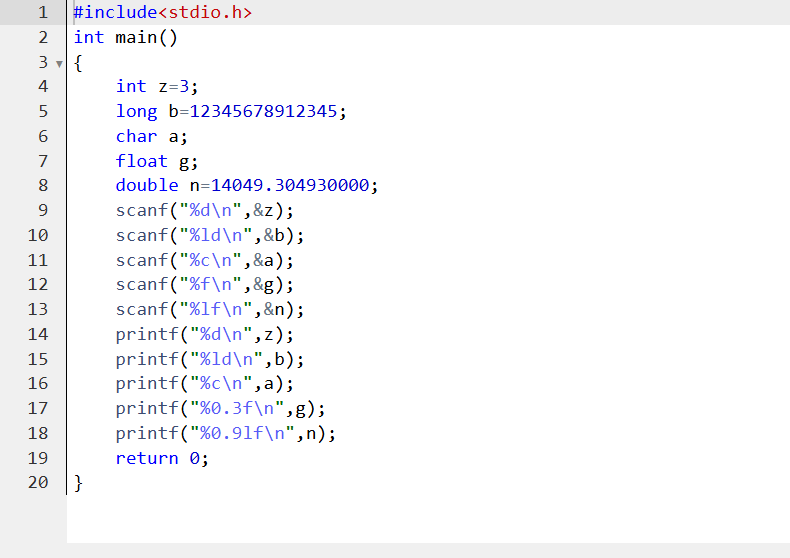 1 #include<stdio.h>
2 int main()
3 {
4     int z=3;
5     long b=12345678912345;
6     char a;
7     float g;
8     double n=14049.304930000;
9     scanf("%d\n",&z);
10     scanf("%ld\n",&b);
11     scanf("%c\n",&a);
12     scanf("%f\n",&g);
13     scanf("%lf\n",&n);
14     printf("%d\n",z);
15     printf("%ld\n",b);
16     printf("%c\n",a);
17     printf("%0.3f\n",g);
18     printf("%0.9lf\n",n);
19     return 0;
20 }